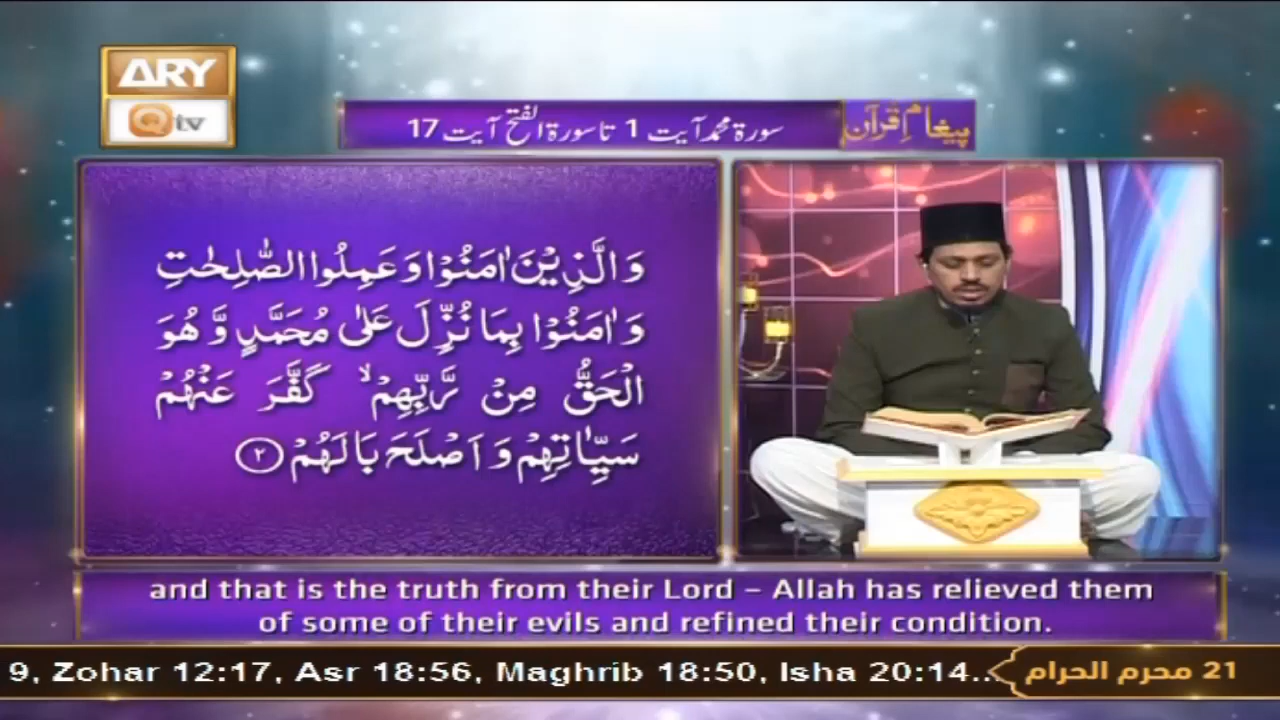 ARY
Qtv
پیغامِ قرآن
سورۃ محمد آیت 1 تا سورۃ الفتح آیت 17
وَالَّذِیْنَ اٰمَنُوْا وَعَمِلُوا الصّٰلِحٰتِ
وَاٰمَنُوْا بِمَا نُزِّلَ عَلٰی مُحَمَّدٍ وَّهُوَ
الْحَقُّ مِنْ رَّبِّهِمْ ۙ کَفَّرَ عَنْهُمْ
سَیِّاٰتِهِمْ وَاَصْلَحَ بَالَهُمْ ﴿۲﴾
and that is the truth from their Lord – Allah has relieved them
of some of their evils and refined their condition.
9, Zohar 12:17, Asr 18:56, Maghrib 18:50, Isha 20:14...
21 محرم الحرام